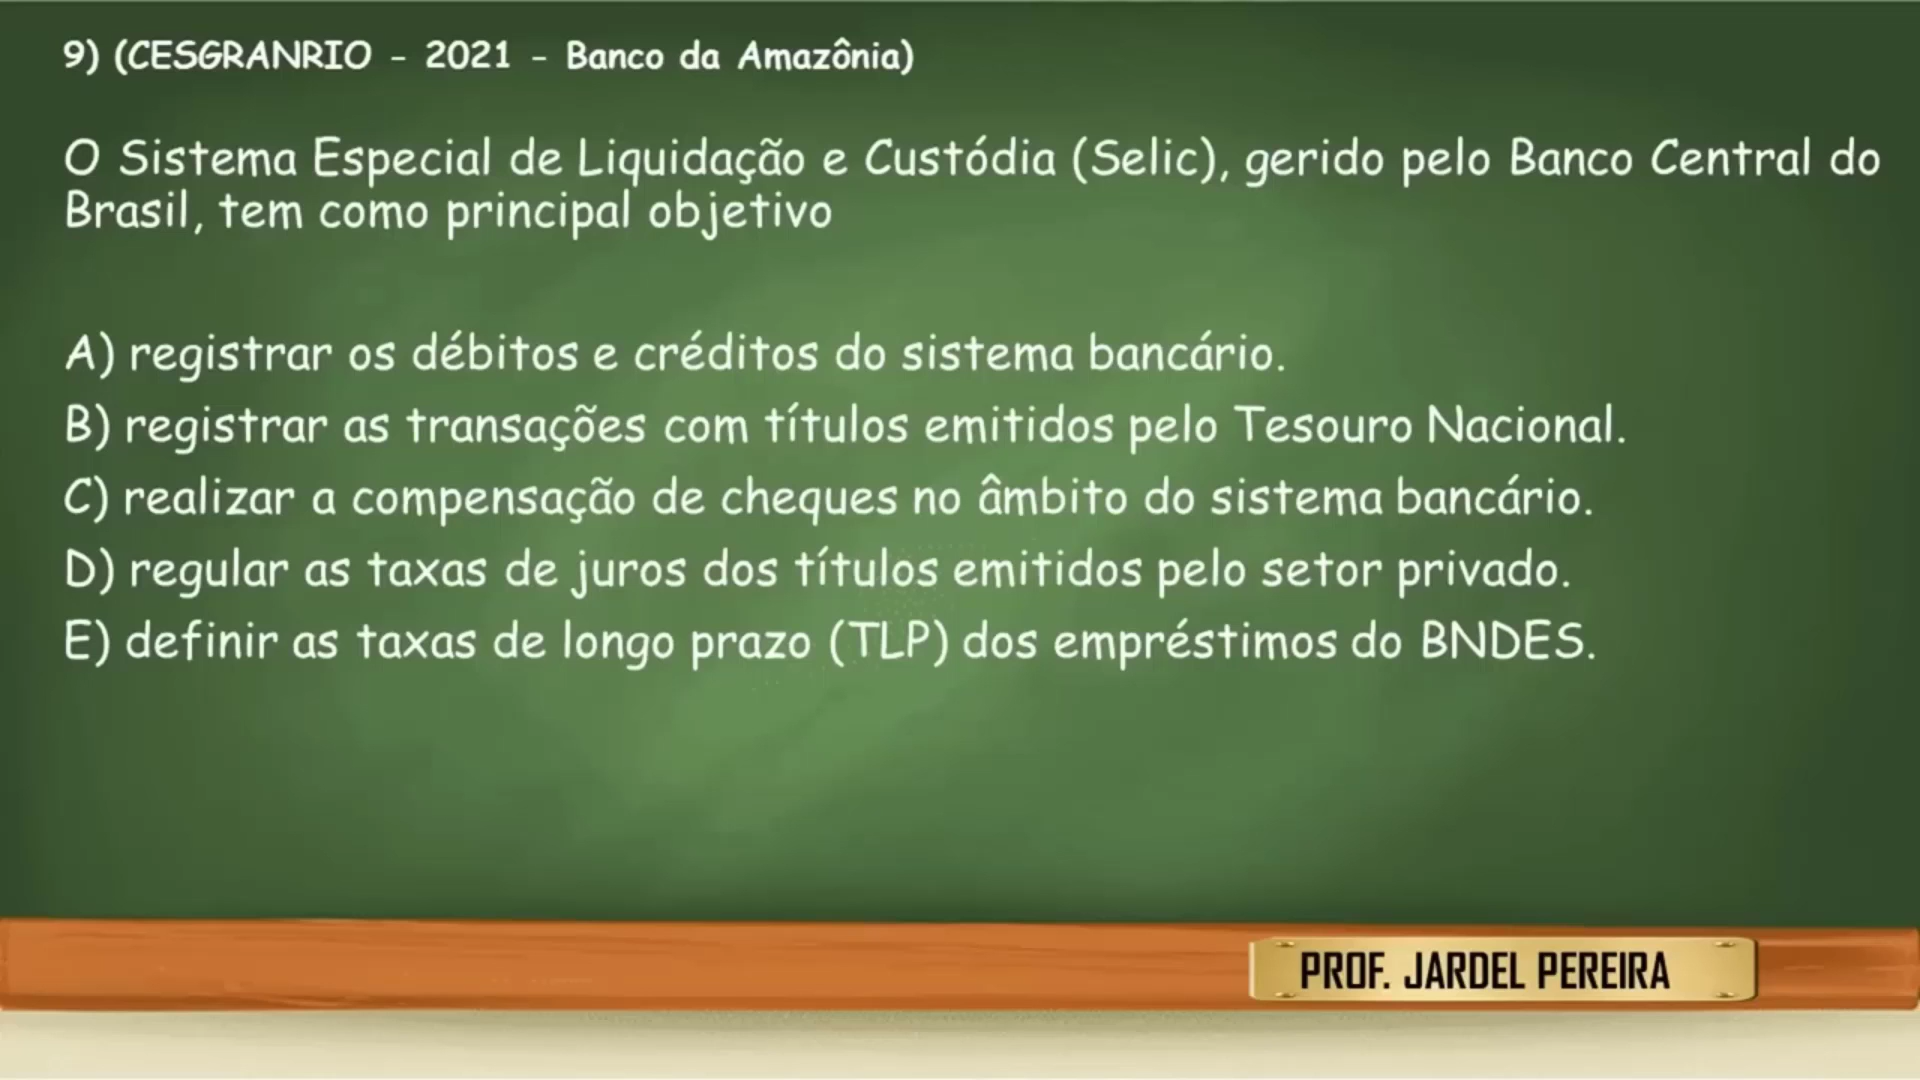 9) (CESGRANRIO - 2021 - Banco da Amazônia)
O Sistema Especial de Liquidação e Custódia (Selic), gerido pelo Banco Central do
Brasil, tem como principal objetivo
A) registrar os débitos e créditos do sistema bancário.
B) registrar as transações com títulos emitidos pelo Tesouro Nacional.
C) realizar a compensação de cheques no âmbito do sistema bancário.
D) regular as taxas de juros dos títulos emitidos pelo setor privado.
E) definir as taxas de longo prazo (TLP) dos empréstimos do BNDES.
PROF. JARDEL PEREIRA